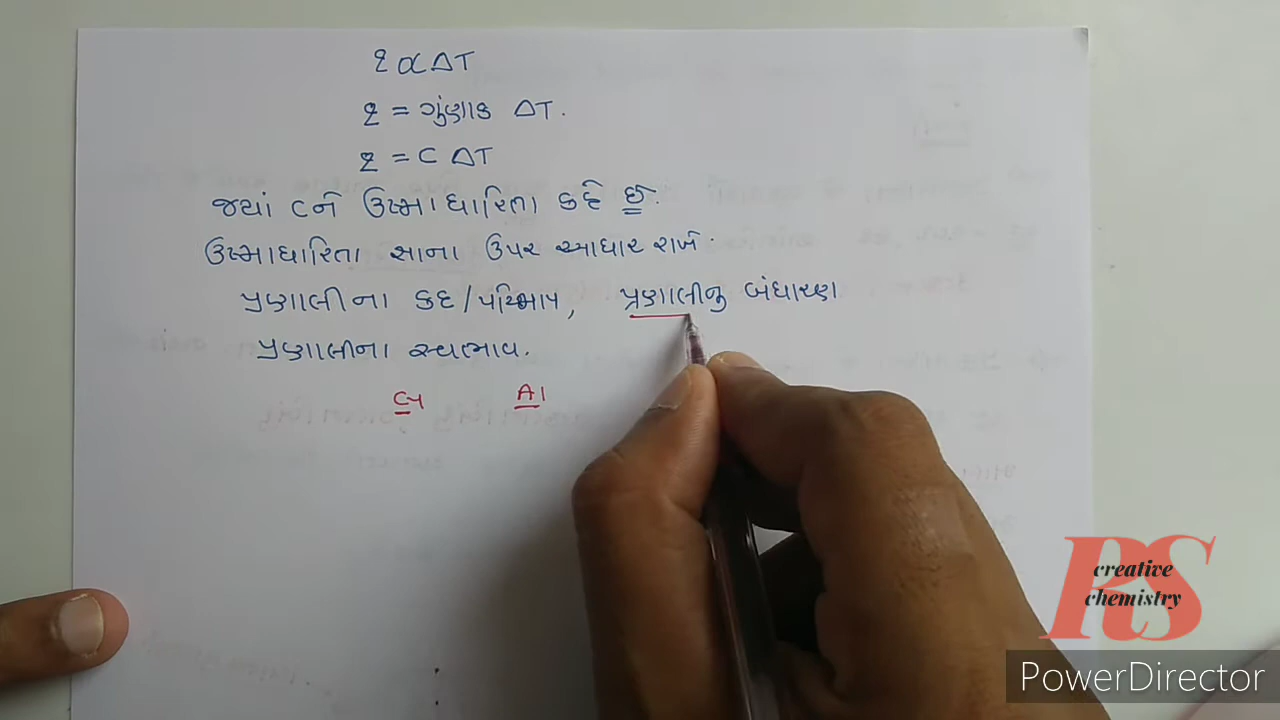 q ∝ ΔT
q = ગુણાક ΔT.
q = C ΔT
જ્યાં C ને ઉષ્માધારિતા કહે છે.
ઉષ્માધારિતા શાના ઉપર આધાર રાખે.
પ્રણાલીના કદ/પરિમાપ, પ્રણાલીનુ બંધારણ
પ્રણાલીના સ્વભાવ.
Cu Al
RS
creative
chemistry
PowerDirector